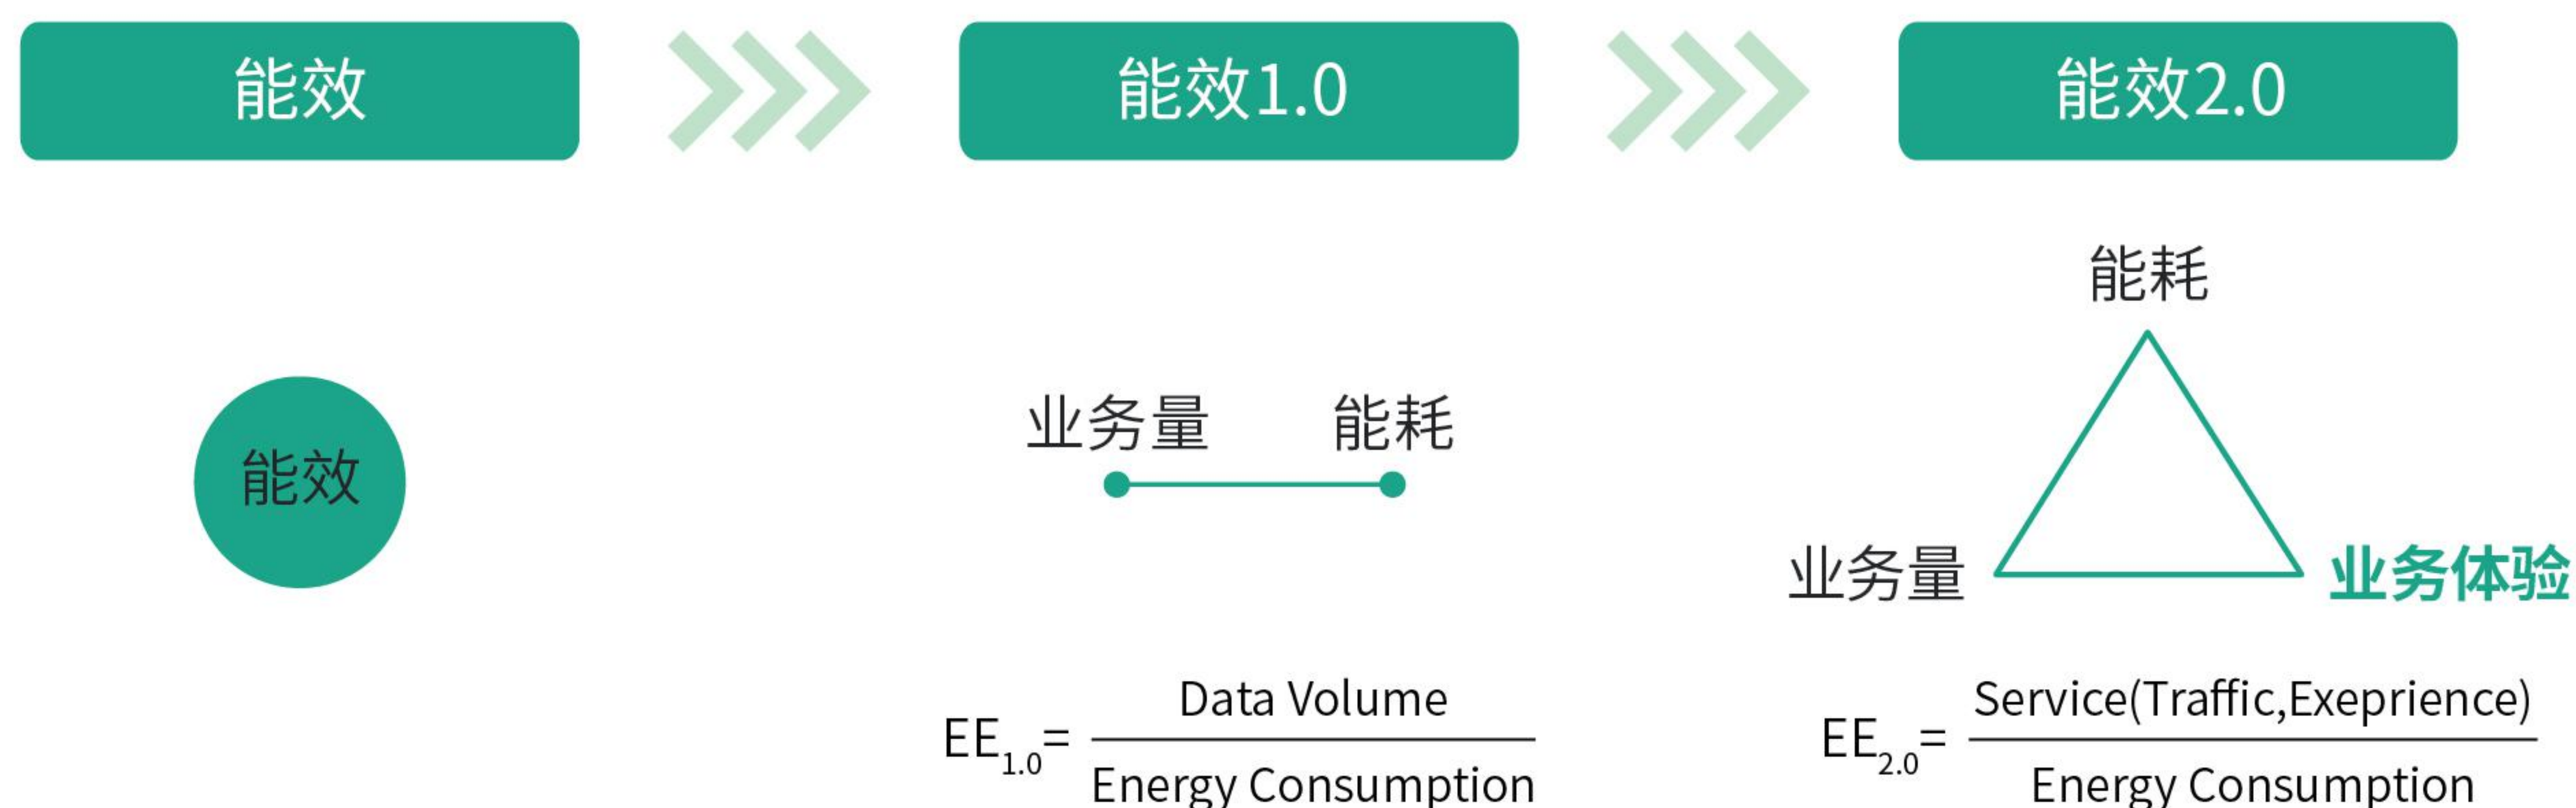 能效
能效1.0
能效2.0
能效
业务量
能耗
能耗
业务量
业务体验
EE1.0=
Data Volume
Energy Consumption
EE2.0=
Service(Traffic,Exeprience)
Energy Consumption